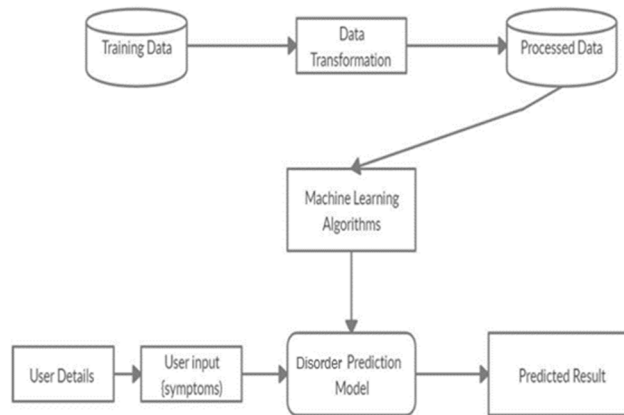 Training Data
Data
Transformation
Processed Data
Machine Learning
Algorithms
User Details
User input
(symptoms)
Disorder Prediction
Model
Predicted Result